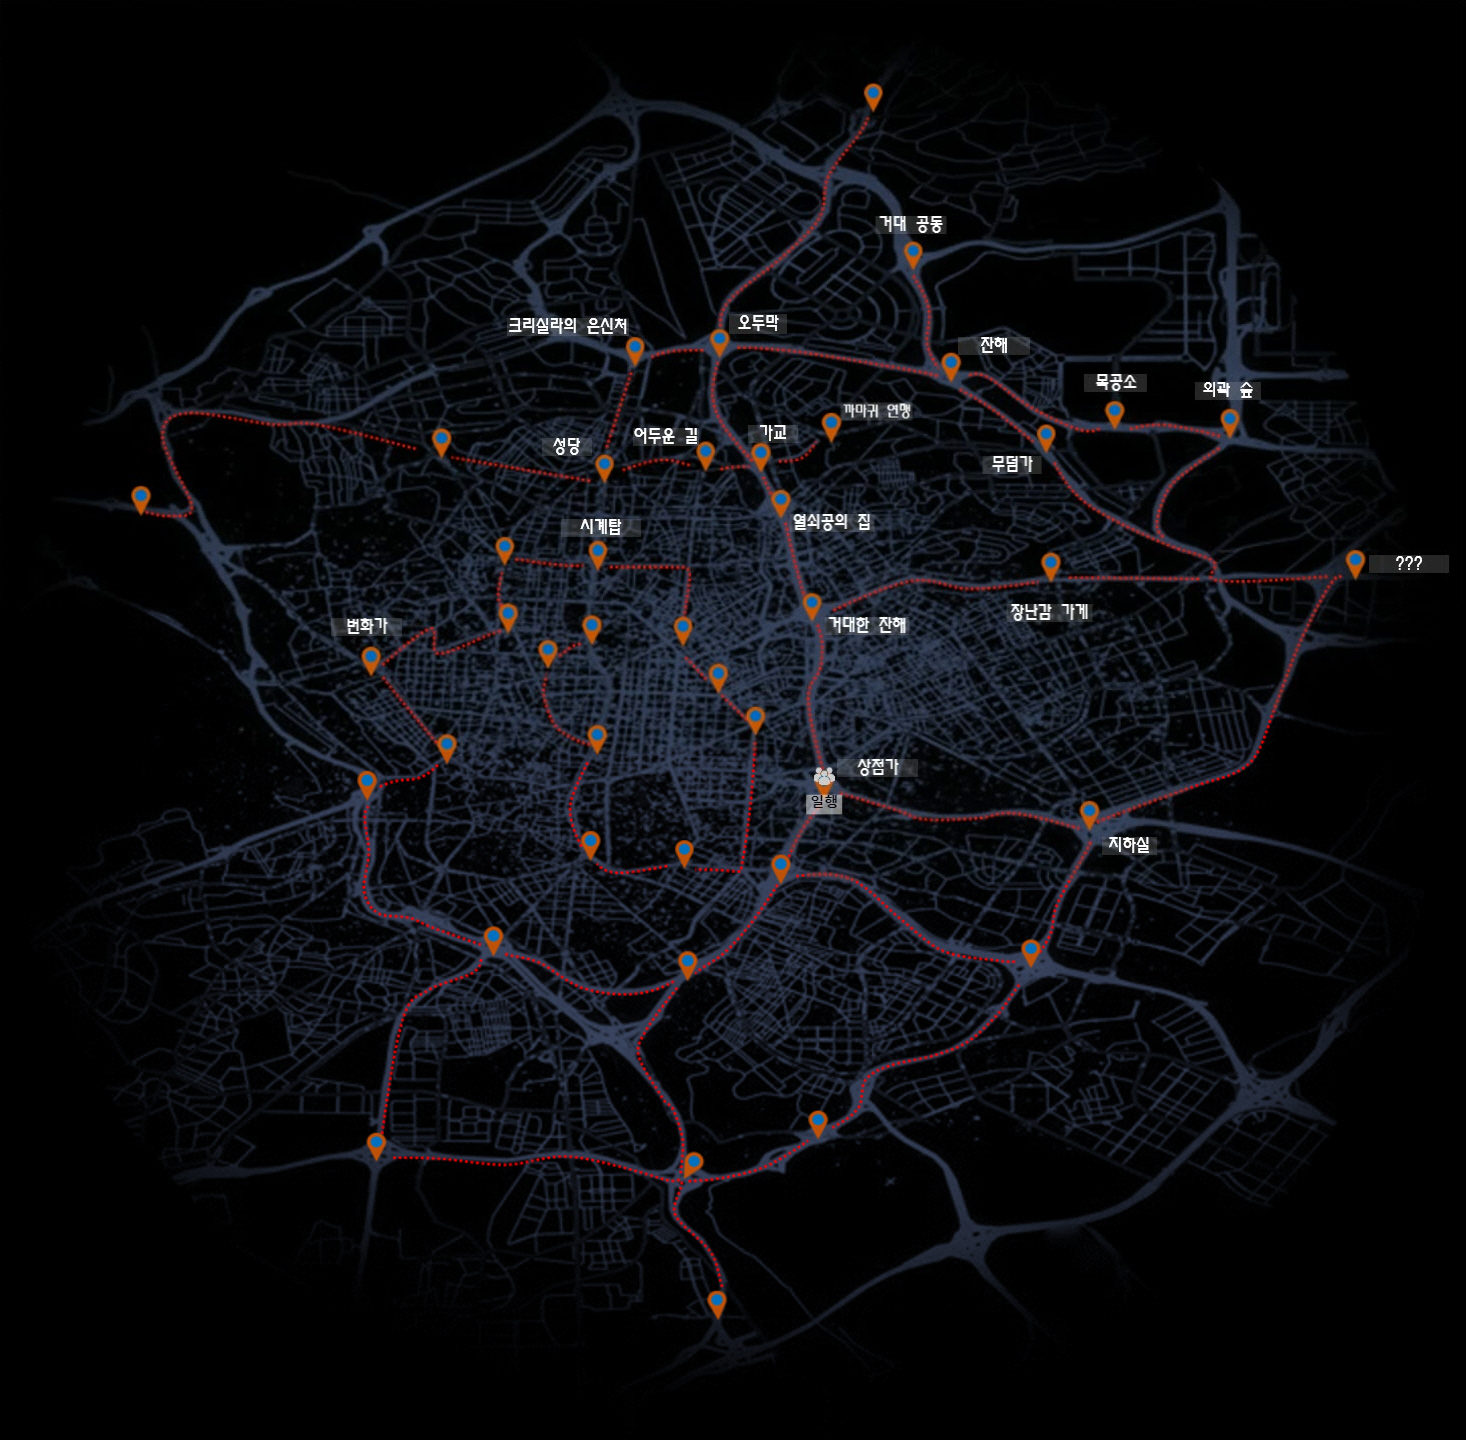 거대 공동
크리실라의 은신처
오두막
잔해
목공소
외곽 숲
까마귀 연맹
성당
어두운 길
가교
무덤가
시계탑
열쇠공의 집
???
장난감 가게
번화가
거대한 잔해
상점가
일행
지하실